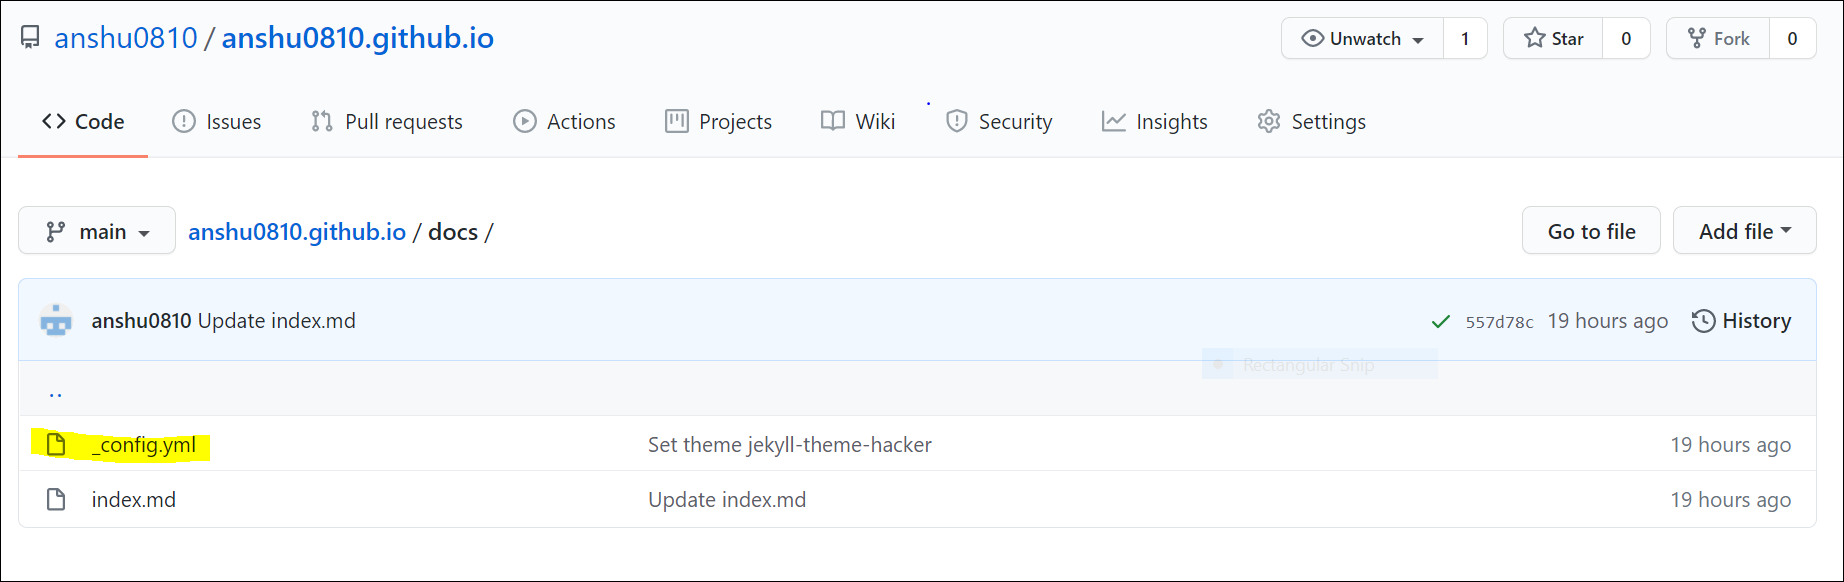 anshu0810 / anshu0810.github.io
Unwatch 1 Star 0 Fork 0
Code Issues Pull requests Actions Projects Wiki Security Insights Settings
main anshu0810.github.io / docs / Go to file Add file
anshu0810 Update index.md 557d78c 19 hours ago History
Rectangular Snip
..
_config.yml Set theme jekyll-theme-hacker 19 hours ago
index.md Update index.md 19 hours ago